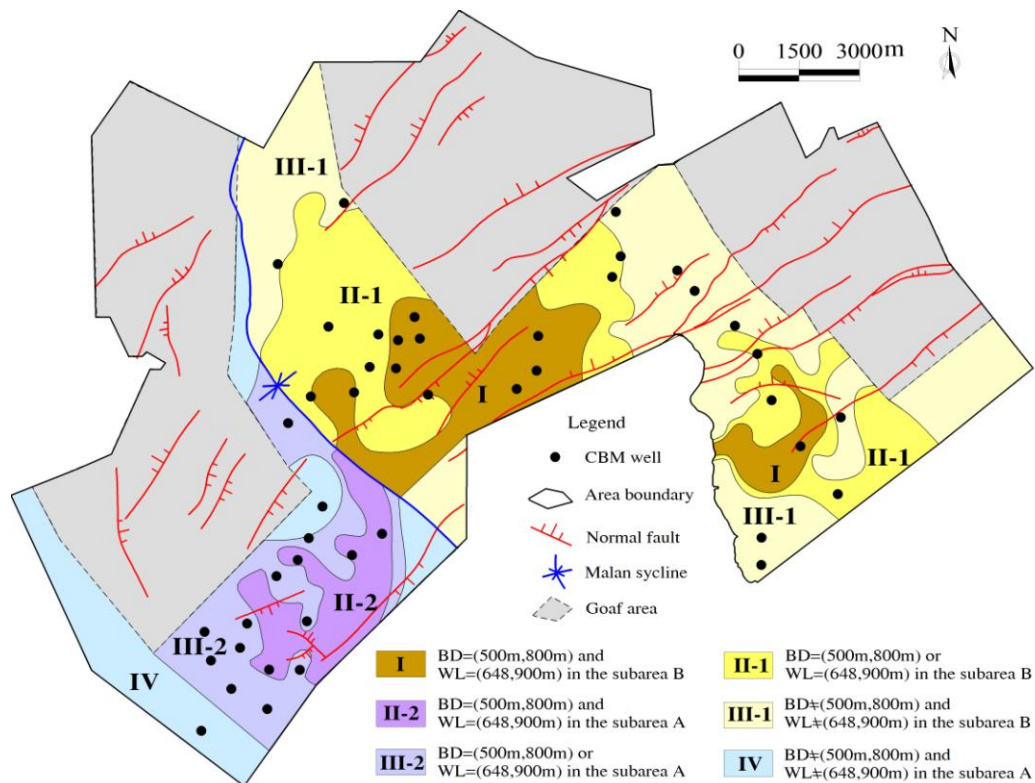 N
0 1500 3000m
III-1
II-1
I
I
II-1
III-1
II-2
III-2
IV
Legend
CBM well
Area boundary
Normal fault
Malan sycline
Goaf area
I BD=(500m,800m) and
WL=(648,900m) in the subarea B
II-1 BD=(500m,800m) or
WL=(648,900m) in the subarea B
II-2 BD=(500m,800m) and
WL=(648,900m) in the subarea A
III-1 BD≠(500m,800m) and
WL≠(648,900m) in the subarea B
III-2 BD=(500m,800m) or
WL=(648,900m) in the subarea A
IV BD≠(500m,800m) and
WL≠(648,900m) in the subarea A